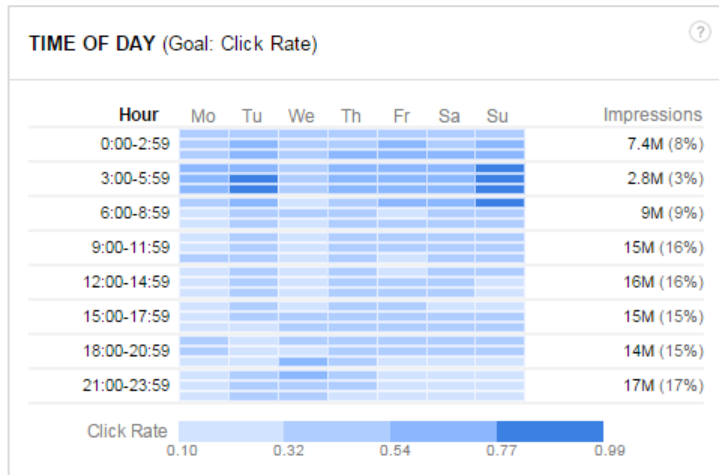 TIME OF DAY (Goal: Click Rate)
?
Hour Mo Tu We Th Fr Sa Su Impressions
0:00-2:59 7.4M (8%)
3:00-5:59 2.8M (3%)
6:00-8:59 9M (9%)
9:00-11:59 15M (16%)
12:00-14:59 16M (16%)
15:00-17:59 15M (15%)
18:00-20:59 14M (15%)
21:00-23:59 17M (17%)
Click Rate
0.10 0.32 0.54 0.77 0.99